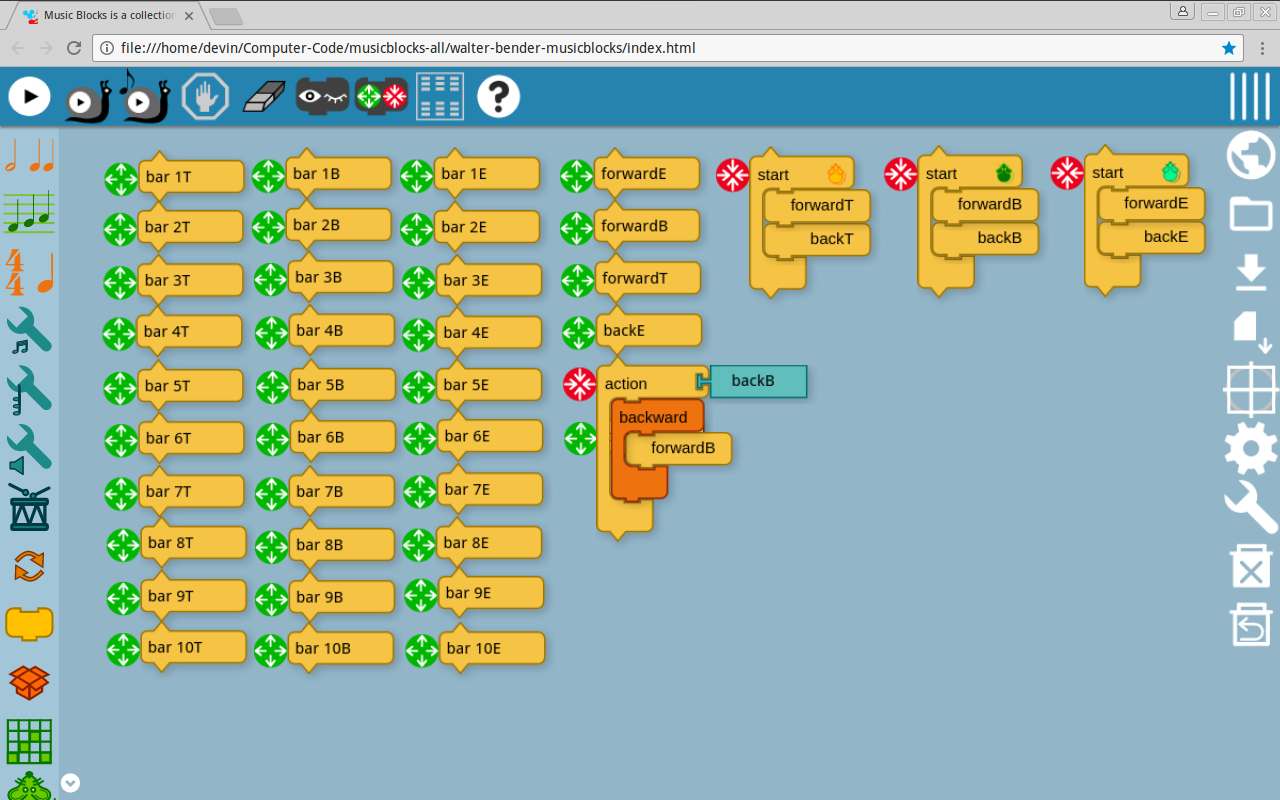 Music Blocks is a collection
file:///home/devin/Computer-Code/musicblocks-all/walter-bender-musicblocks/index.html
?
4
4
bar 1T
bar 2T
bar 3T
bar 4T
bar 5T
bar 6T
bar 7T
bar 8T
bar 9T
bar 10T
bar 1B
bar 2B
bar 3B
bar 4B
bar 5B
bar 6B
bar 7B
bar 8B
bar 9B
bar 10B
bar 1E
bar 2E
bar 3E
bar 4E
bar 5E
bar 6E
bar 7E
bar 8E
bar 9E
bar 10E
forwardE
forwardB
forwardT
backE
action backB
backward
forwardB
start
forwardT
backT
start
forwardB
backB
start
forwardE
backE